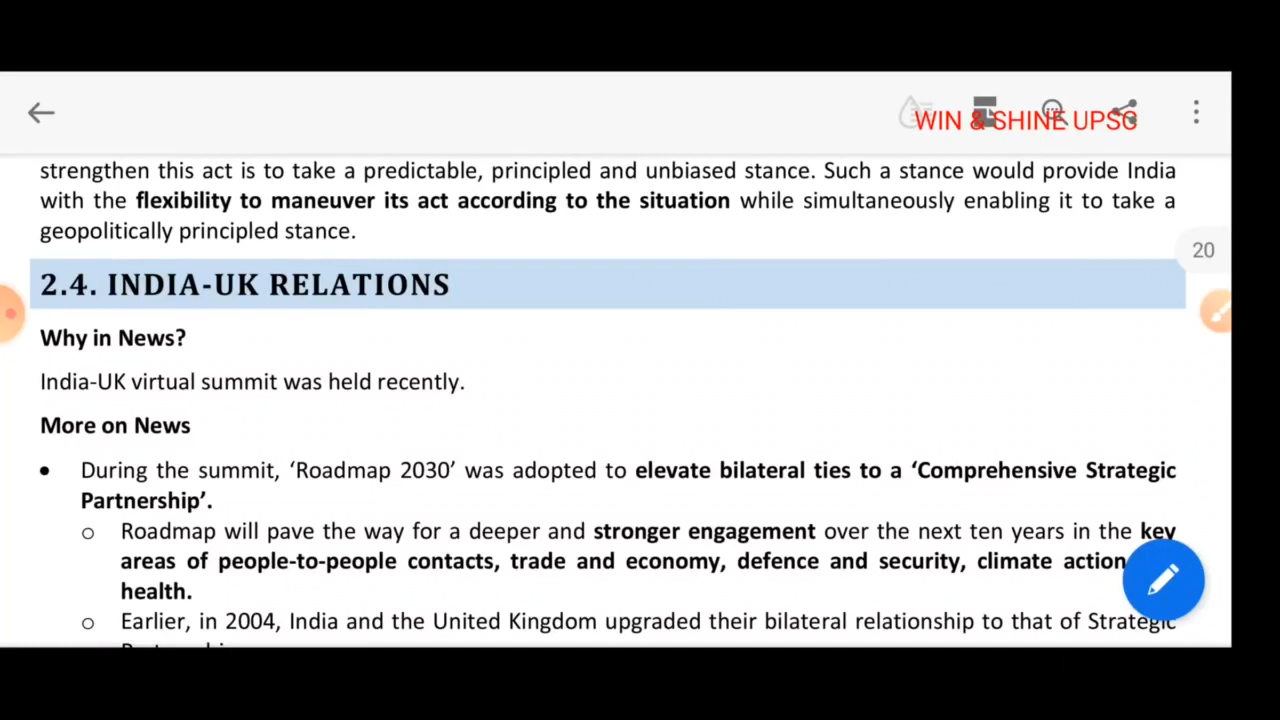 WIN & SHINE UPSC
strengthen this act is to take a predictable, principled and unbiased stance. Such a stance would provide India
with the flexibility to maneuver its act according to the situation while simultaneously enabling it to take a
geopolitically principled stance.
20
2.4. INDIA-UK RELATIONS
Why in News?
India-UK virtual summit was held recently.
More on News
• During the summit, ‘Roadmap 2030’ was adopted to elevate bilateral ties to a ‘Comprehensive Strategic
Partnership’.
o Roadmap will pave the way for a deeper and stronger engagement over the next ten years in the key
areas of people-to-people contacts, trade and economy, defence and security, climate action
health.
o Earlier, in 2004, India and the United Kingdom upgraded their bilateral relationship to that of Strategic